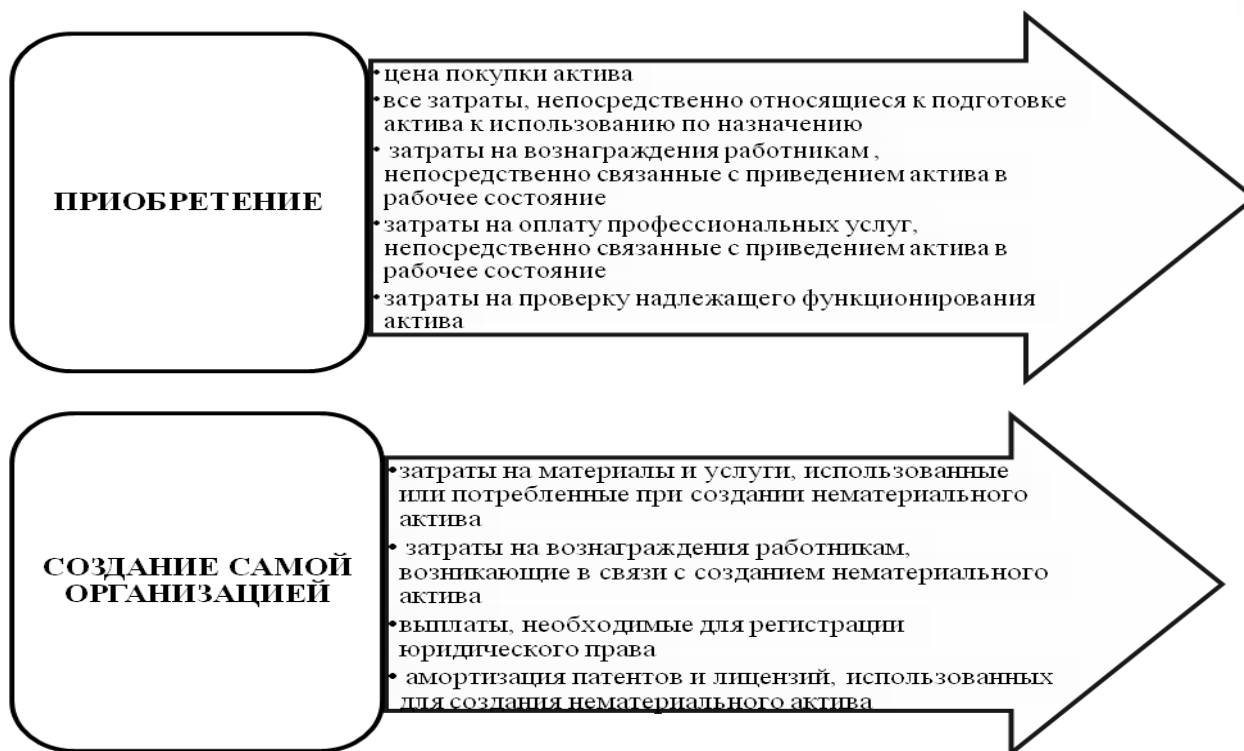 ПРИОБРЕТЕНИЕ
•цена покупки актива
•все затраты, непосредственно относящиеся к подготовке
актива к использованию по назначению
• затраты на вознаграждения работникам ,
непосредственно связанные с приведением актива в
рабочее состояние
•затраты на оплату профессиональных услуг,
непосредственно связанные с приведением актива в
рабочее состояние
•затраты на проверку надлежащего функционирования
актива
СОЗДАНИЕ САМОЙ
ОРГАНИЗАЦИЕЙ
•затраты на материалы и услуги, использованные
или потребленные при создании нематериального
актива
• затраты на вознаграждения работникам,
возникающие в связи с созданием нематериального
актива
•выплаты, необходимые для регистрации
юридического права
• амортизация патентов и лицензий, использованных
для создания нематериального актива